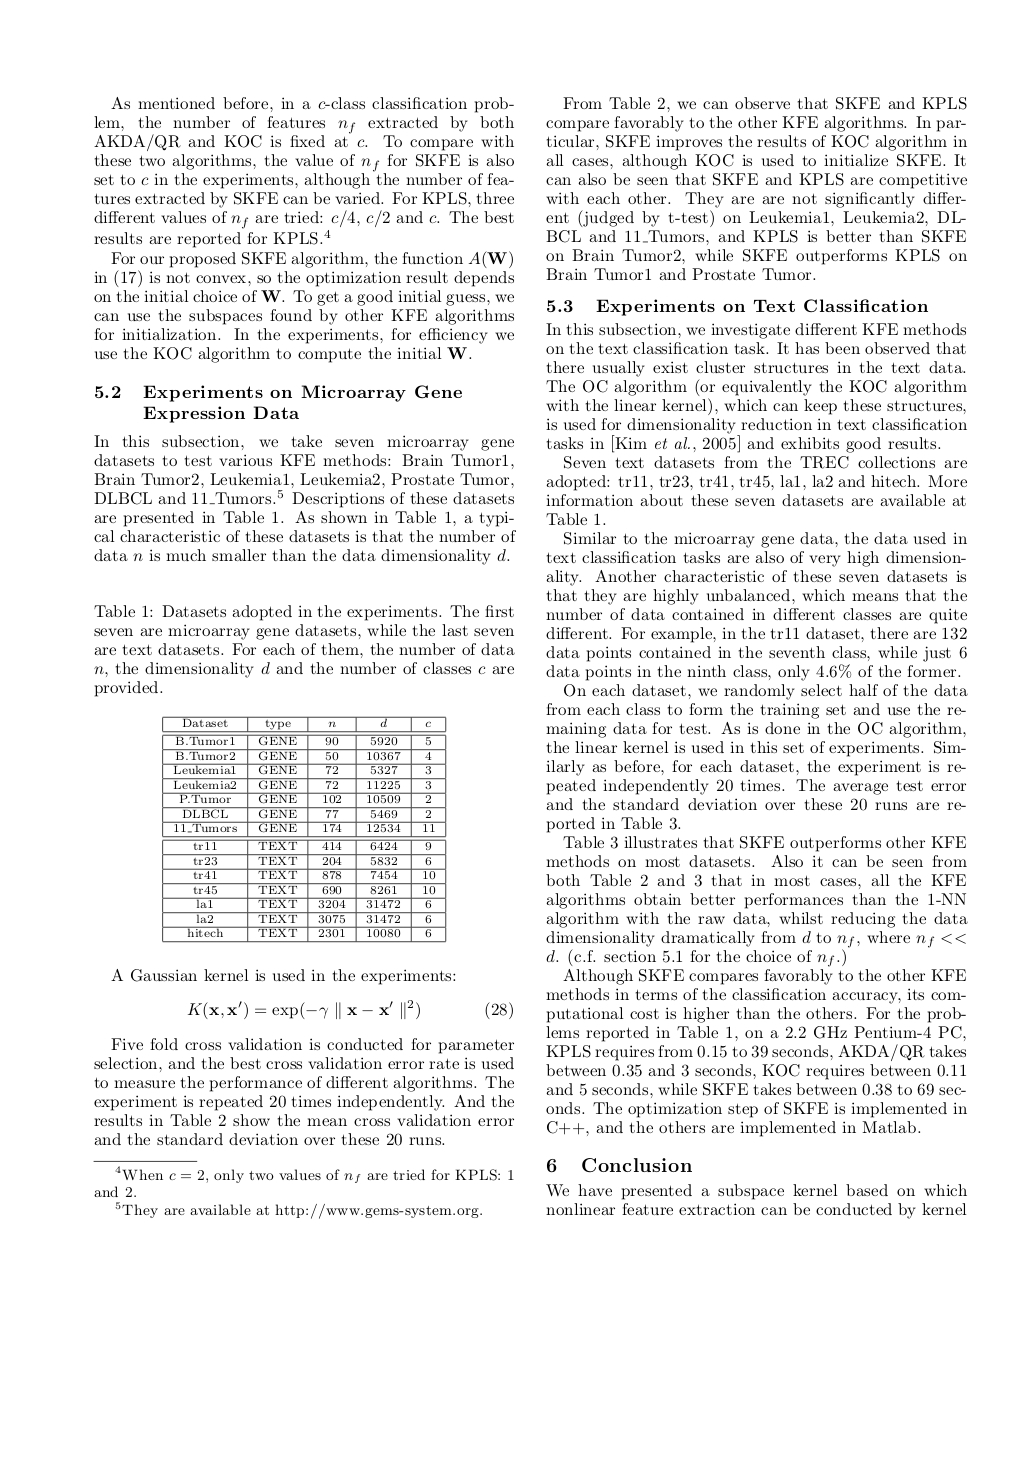 As mentioned before, in a c-class classification prob-
lem, the number of features n_f extracted by both
AKDA/QR and KOC is fixed at c. To compare with
these two algorithms, the value of n_f for SKFE is also
set to c in the experiments, although the number of fea-
tures extracted by SKFE can be varied. For KPLS, three
different values of n_f are tried: c/4, c/2 and c. The best
results are reported for KPLS.⁴
For our proposed SKFE algorithm, the function A(W)
in (17) is not convex, so the optimization result depends
on the initial choice of W. To get a good initial guess, we
can use the subspaces found by other KFE algorithms
for initialization. In the experiments, for efficiency we
use the KOC algorithm to compute the initial W.
5.2 Experiments on Microarray Gene
Expression Data
In this subsection, we take seven microarray gene
datasets to test various KFE methods: Brain Tumor1,
Brain Tumor2, Leukemia1, Leukemia2, Prostate Tumor,
DLBCL and 11_Tumors.⁵ Descriptions of these datasets
are presented in Table 1. As shown in Table 1, a typi-
cal characteristic of these datasets is that the number of
data n is much smaller than the data dimensionality d.
Table 1: Datasets adopted in the experiments. The first
seven are microarray gene datasets, while the last seven
are text datasets. For each of them, the number of data
n, the dimensionality d and the number of classes c are
provided.
Dataset type n d c
B.Tumor1 GENE 90 5920 5
B.Tumor2 GENE 50 10367 4
Leukemia1 GENE 72 5327 3
Leukemia2 GENE 72 11225 3
P.Tumor GENE 102 10509 2
DLBCL GENE 77 5469 2
11_Tumors GENE 174 12534 11
tr11 TEXT 414 6424 9
tr23 TEXT 204 5832 6
tr41 TEXT 878 7454 10
tr45 TEXT 690 8261 10
la1 TEXT 3204 31472 6
la2 TEXT 3075 31472 6
hitech TEXT 2301 10080 6
A Gaussian kernel is used in the experiments:
K(x, x′) = exp(−γ ‖ x − x′ ‖²) (28)
Five fold cross validation is conducted for parameter
selection, and the best cross validation error rate is used
to measure the performance of different algorithms. The
experiment is repeated 20 times independently. And the
results in Table 2 show the mean cross validation error
and the standard deviation over these 20 runs.
⁴When c = 2, only two values of n_f are tried for KPLS: 1
and 2.
⁵They are available at http://www.gems-system.org.
From Table 2, we can observe that SKFE and KPLS
compare favorably to the other KFE algorithms. In par-
ticular, SKFE improves the results of KOC algorithm in
all cases, although KOC is used to initialize SKFE. It
can also be seen that SKFE and KPLS are competitive
with each other. They are are not significantly differ-
ent (judged by t-test) on Leukemia1, Leukemia2, DL-
BCL and 11_Tumors, and KPLS is better than SKFE
on Brain Tumor2, while SKFE outperforms KPLS on
Brain Tumor1 and Prostate Tumor.
5.3 Experiments on Text Classification
In this subsection, we investigate different KFE methods
on the text classification task. It has been observed that
there usually exist cluster structures in the text data.
The OC algorithm (or equivalently the KOC algorithm
with the linear kernel), which can keep these structures,
is used for dimensionality reduction in text classification
tasks in [Kim et al., 2005] and exhibits good results.
Seven text datasets from the TREC collections are
adopted: tr11, tr23, tr41, tr45, la1, la2 and hitech. More
information about these seven datasets are available at
Table 1.
Similar to the microarray gene data, the data used in
text classification tasks are also of very high dimension-
ality. Another characteristic of these seven datasets is
that they are highly unbalanced, which means that the
number of data contained in different classes are quite
different. For example, in the tr11 dataset, there are 132
data points contained in the seventh class, while just 6
data points in the ninth class, only 4.6% of the former.
On each dataset, we randomly select half of the data
from each class to form the training set and use the re-
maining data for test. As is done in the OC algorithm,
the linear kernel is used in this set of experiments. Sim-
ilarly as before, for each dataset, the experiment is re-
peated independently 20 times. The average test error
and the standard deviation over these 20 runs are re-
ported in Table 3.
Table 3 illustrates that SKFE outperforms other KFE
methods on most datasets. Also it can be seen from
both Table 2 and 3 that in most cases, all the KFE
algorithms obtain better performances than the 1-NN
algorithm with the raw data, whilst reducing the data
dimensionality dramatically from d to n_f, where n_f <<
d. (c.f. section 5.1 for the choice of n_f.)
Although SKFE compares favorably to the other KFE
methods in terms of the classification accuracy, its com-
putational cost is higher than the others. For the prob-
lems reported in Table 1, on a 2.2 GHz Pentium-4 PC,
KPLS requires from 0.15 to 39 seconds, AKDA/QR takes
between 0.35 and 3 seconds, KOC requires between 0.11
and 5 seconds, while SKFE takes between 0.38 to 69 sec-
onds. The optimization step of SKFE is implemented in
C++, and the others are implemented in Matlab.
6 Conclusion
We have presented a subspace kernel based on which
nonlinear feature extraction can be conducted by kernel